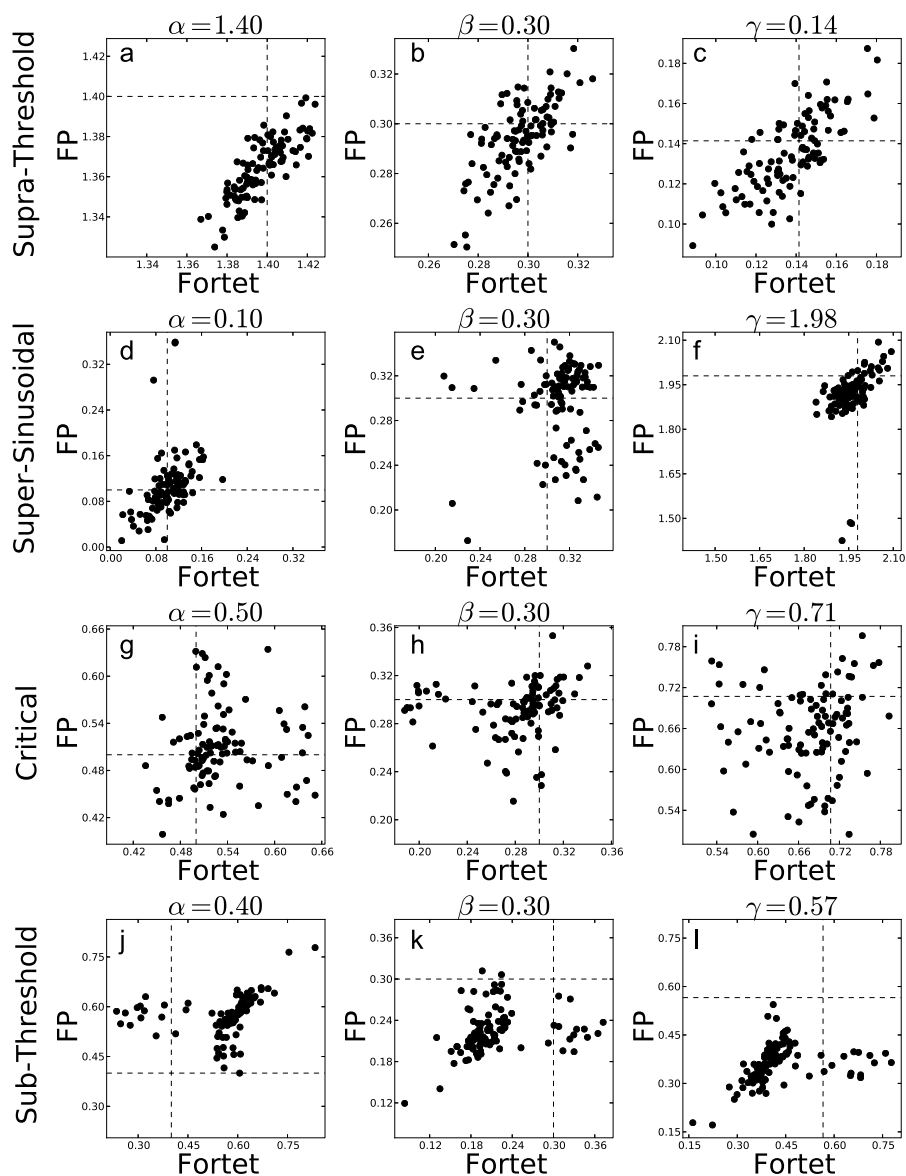 Supra-Threshold
α=1.40
a
FP
1.42
1.40
1.38
1.36
1.34
1.34 1.36 1.38 1.40 1.42
Fortet
β=0.30
b
FP
0.32
0.30
0.28
0.26
0.26 0.28 0.30 0.32
Fortet
γ=0.14
c
FP
0.18
0.16
0.14
0.12
0.10
0.10 0.12 0.14 0.16 0.18
Fortet
Super-Sinusoidal
α=0.10
d
FP
0.32
0.24
0.16
0.08
0.00
0.00 0.08 0.16 0.24 0.32
Fortet
β=0.30
e
FP
0.32
0.28
0.24
0.20
0.20 0.24 0.28 0.32
Fortet
γ=1.98
f
FP
2.10
1.95
1.80
1.65
1.50
1.50 1.65 1.80 1.95 2.10
Fortet
Critical
α=0.50
g
FP
0.66
0.60
0.54
0.48
0.42
0.42 0.48 0.54 0.60 0.66
Fortet
β=0.30
h
FP
0.36
0.32
0.28
0.24
0.20
0.20 0.24 0.28 0.32 0.36
Fortet
γ=0.71
i
FP
0.78
0.72
0.66
0.60
0.54
0.54 0.60 0.66 0.72 0.78
Fortet
Sub-Threshold
α=0.40
j
FP
0.75
0.60
0.45
0.30
0.30 0.45 0.60 0.75
Fortet
β=0.30
k
FP
0.36
0.30
0.24
0.18
0.12
0.12 0.18 0.24 0.30 0.36
Fortet
γ=0.57
l
FP
0.75
0.60
0.45
0.30
0.15
0.15 0.30 0.45 0.60 0.75
Fortet